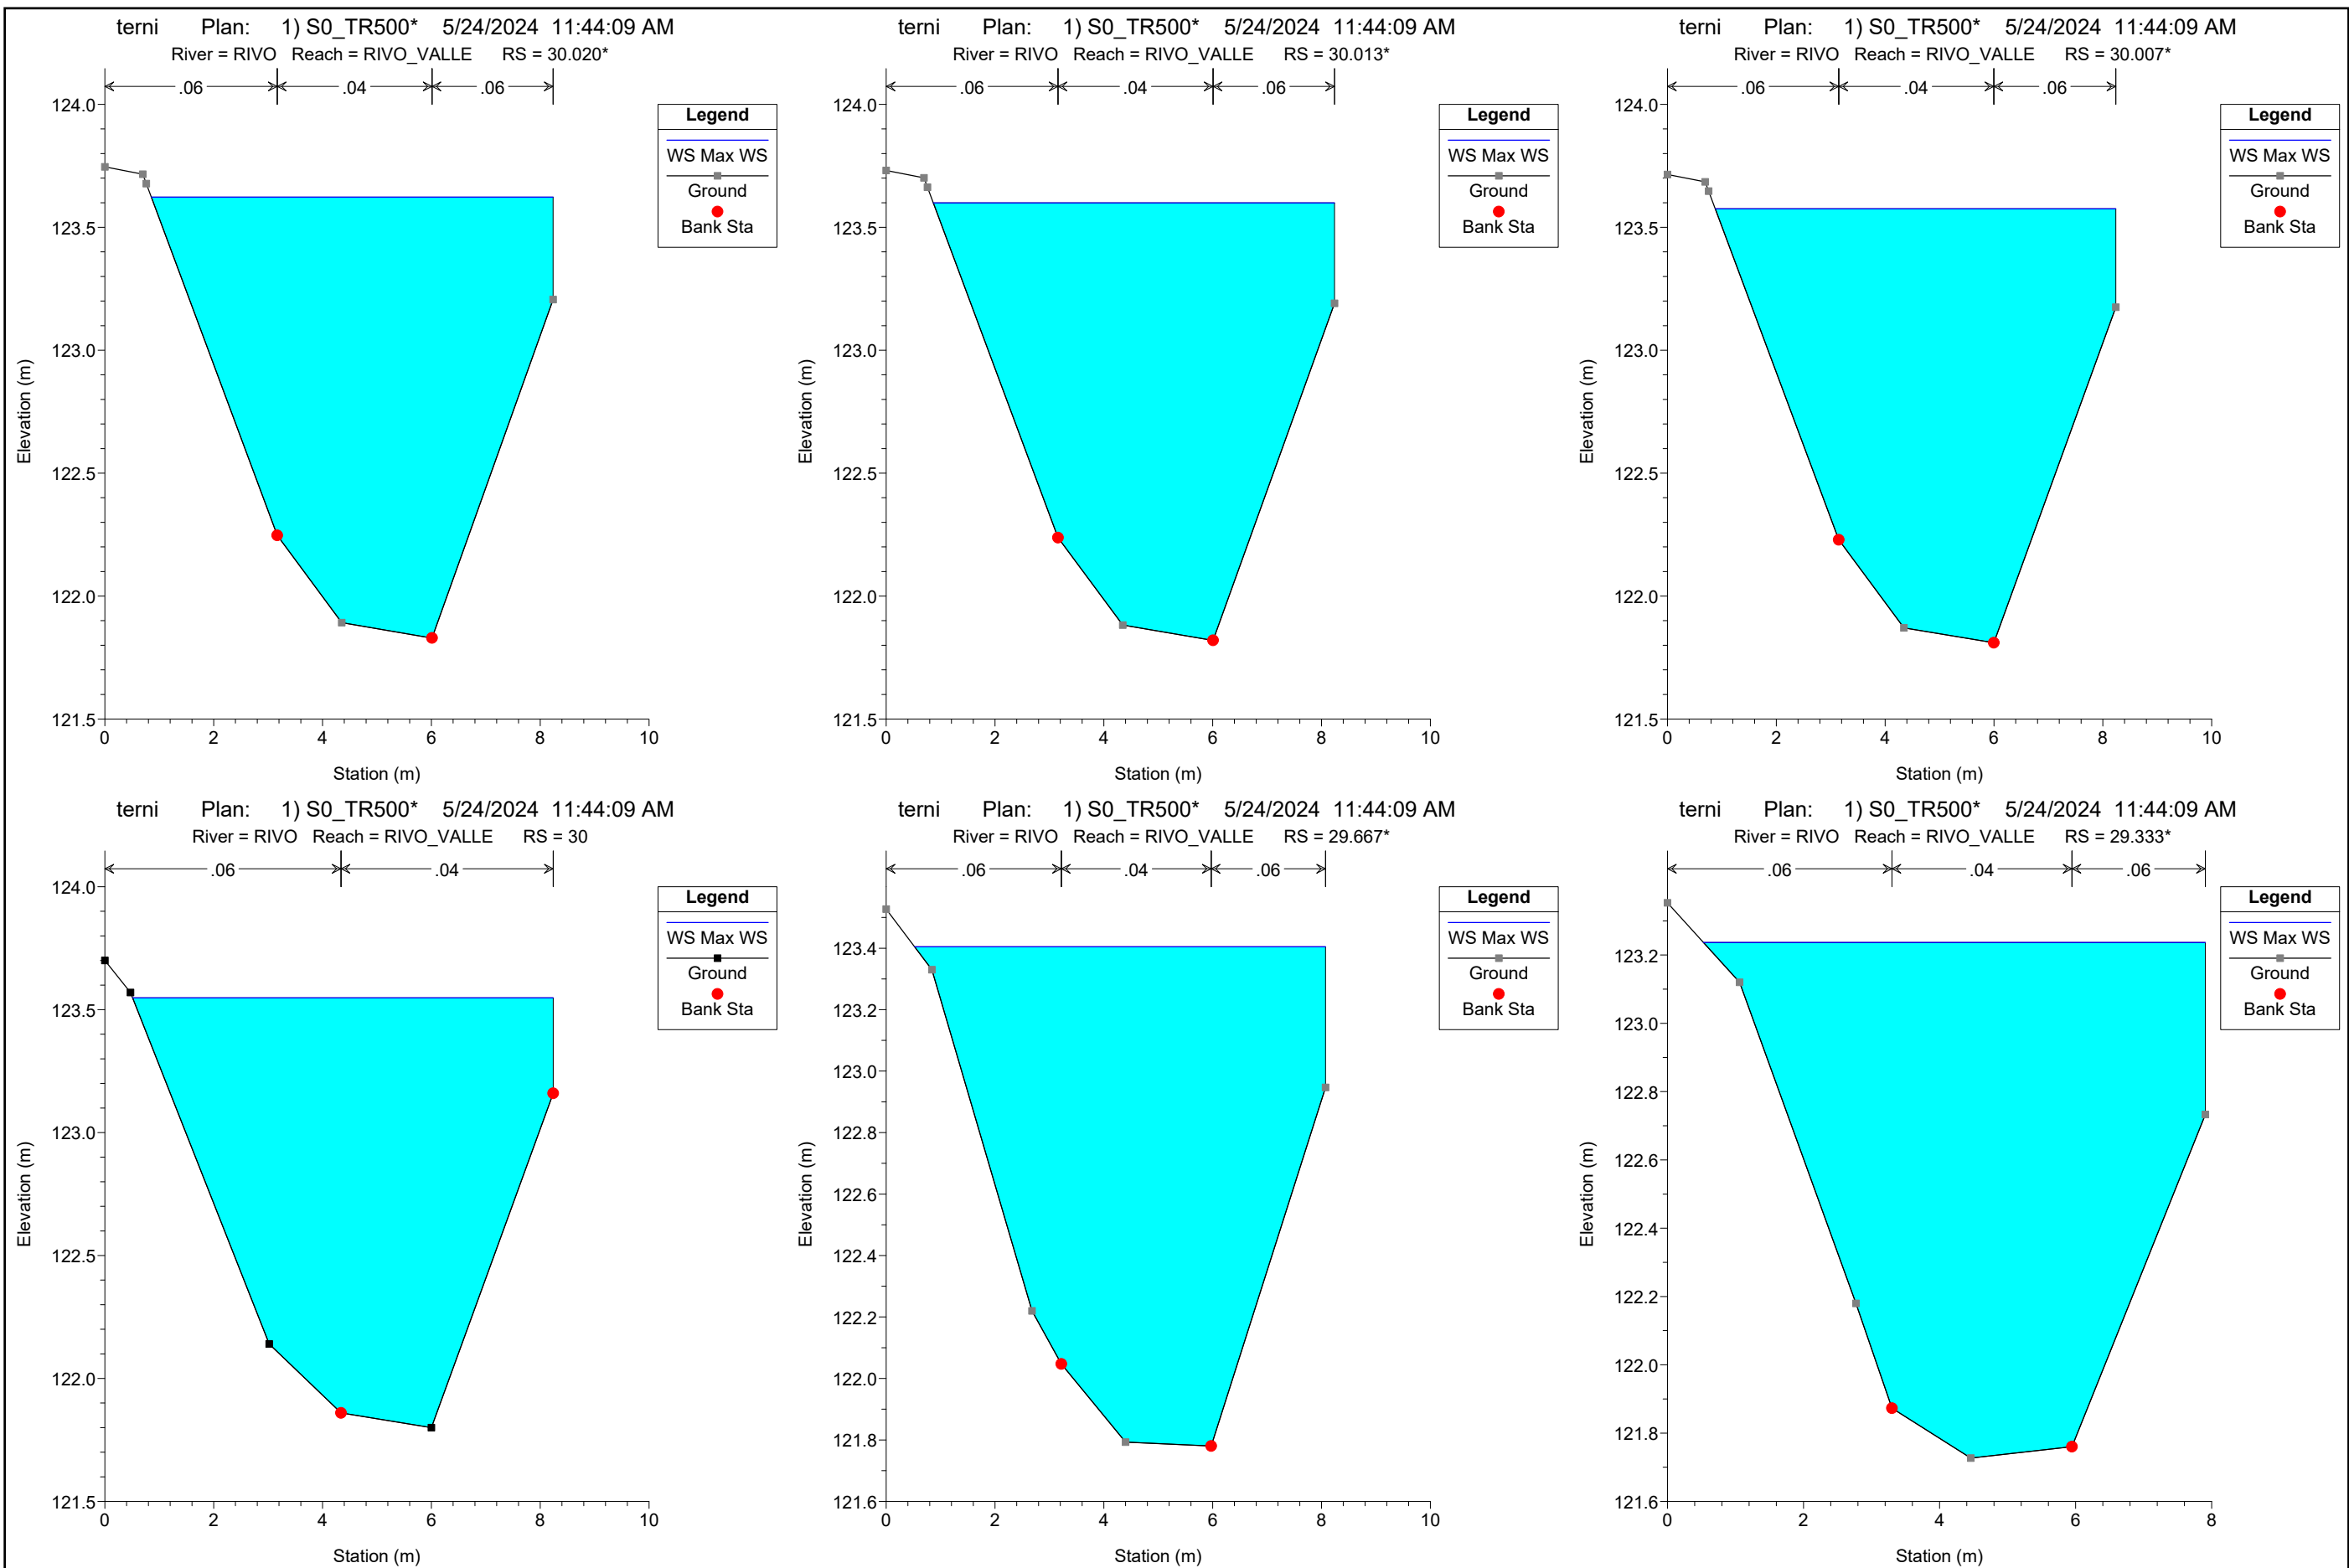 terni Plan: 1) S0_TR500* 5/24/2024 11:44:09 AM
River = RIVO Reach = RIVO_VALLE RS = 30.020*
.06 .04 .06
124.0
123.5
123.0
122.5
122.0
121.5
0 2 4 6 8 10
Station (m)
Elevation (m)
Legend
WS Max WS
Ground
Bank Sta
terni Plan: 1) S0_TR500* 5/24/2024 11:44:09 AM
River = RIVO Reach = RIVO_VALLE RS = 30.013*
.06 .04 .06
124.0
123.5
123.0
122.5
122.0
121.5
0 2 4 6 8 10
Station (m)
Elevation (m)
Legend
WS Max WS
Ground
Bank Sta
terni Plan: 1) S0_TR500* 5/24/2024 11:44:09 AM
River = RIVO Reach = RIVO_VALLE RS = 30.007*
.06 .04 .06
124.0
123.5
123.0
122.5
122.0
121.5
0 2 4 6 8 10
Station (m)
Elevation (m)
Legend
WS Max WS
Ground
Bank Sta
terni Plan: 1) S0_TR500* 5/24/2024 11:44:09 AM
River = RIVO Reach = RIVO_VALLE RS = 30
.06 .04
124.0
123.5
123.0
122.5
122.0
121.5
0 2 4 6 8 10
Station (m)
Elevation (m)
Legend
WS Max WS
Ground
Bank Sta
terni Plan: 1) S0_TR500* 5/24/2024 11:44:09 AM
River = RIVO Reach = RIVO_VALLE RS = 29.667*
.06 .04 .06
123.4
123.2
123.0
122.8
122.6
122.4
122.2
122.0
121.8
121.6
0 2 4 6 8 10
Station (m)
Elevation (m)
Legend
WS Max WS
Ground
Bank Sta
terni Plan: 1) S0_TR500* 5/24/2024 11:44:09 AM
River = RIVO Reach = RIVO_VALLE RS = 29.333*
.06 .04 .06
123.2
123.0
122.8
122.6
122.4
122.2
122.0
121.8
121.6
0 2 4 6 8
Station (m)
Elevation (m)
Legend
WS Max WS
Ground
Bank Sta